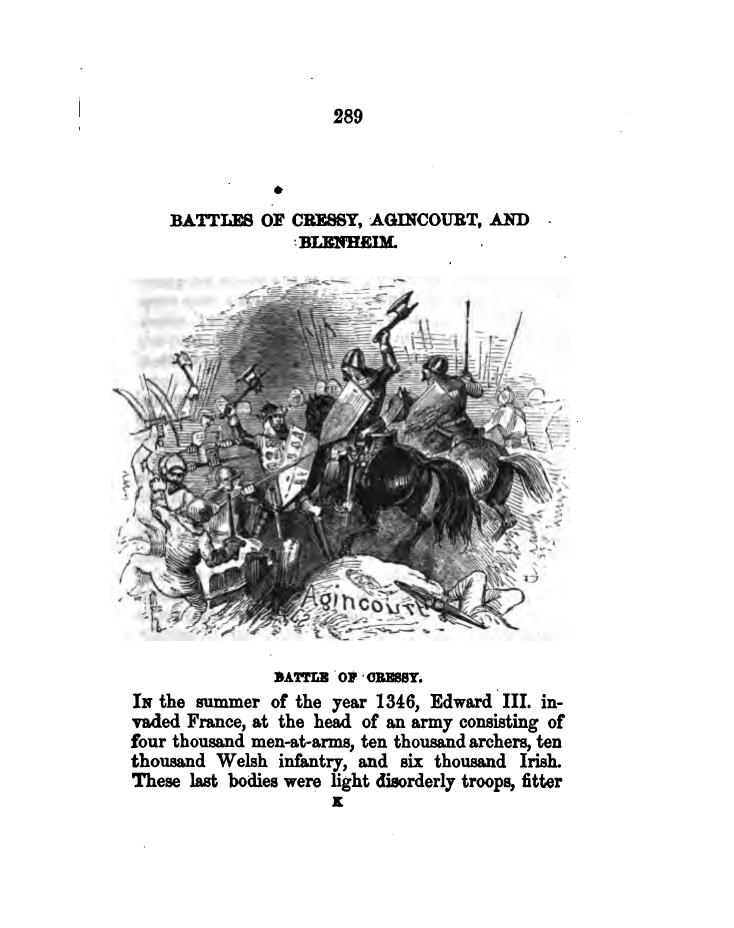 289
BATTLES OF CRESSY, AGINCOURT, AND
BLENHEIM.
Agincourt
BATTLE OF CRESSY.
In the summer of the year 1346, Edward III. in-
vaded France, at the head of an army consisting of
four thousand men-at-arms, ten thousand archers, ten
thousand Welsh infantry, and six thousand Irish.
These last bodies were light disorderly troops, fitter
K